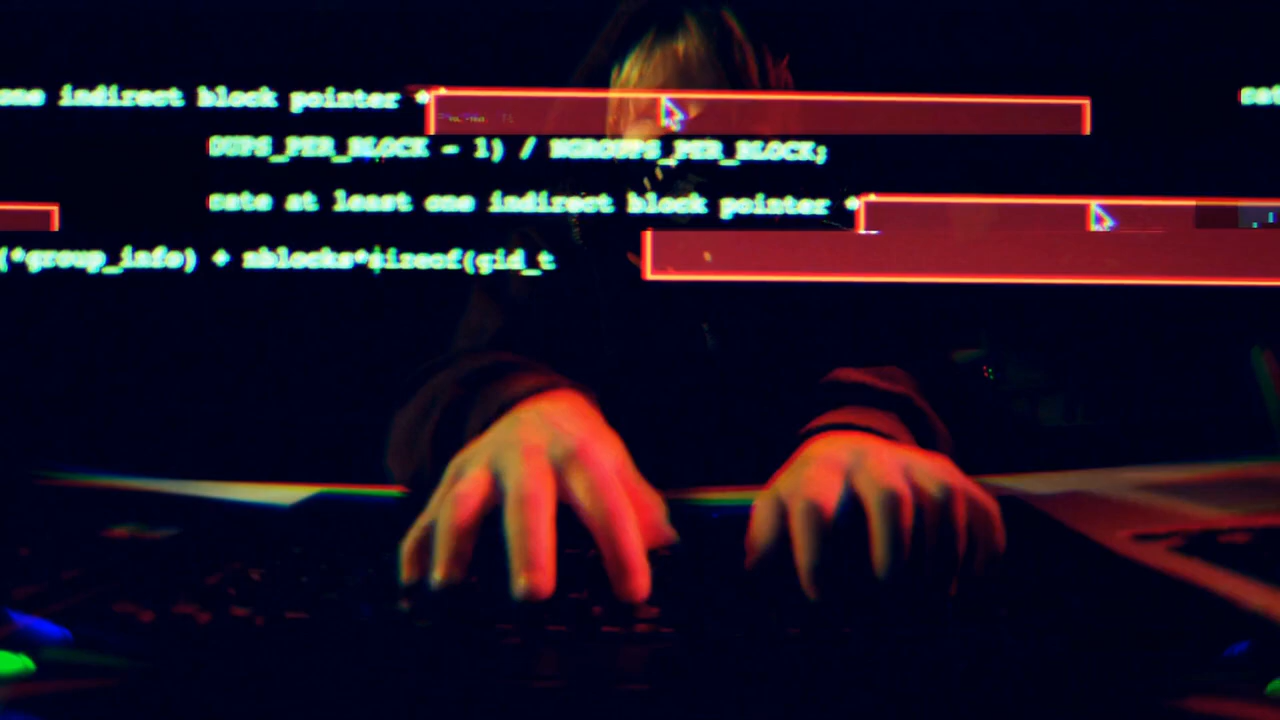 one indirect block pointer *
OUPS_PER_BLOCK - 1) / NGROUPS_PER_BLOCK;
cate at least one indirect block pointer *
(*group_info) + nblocks*sizeof(gid_t